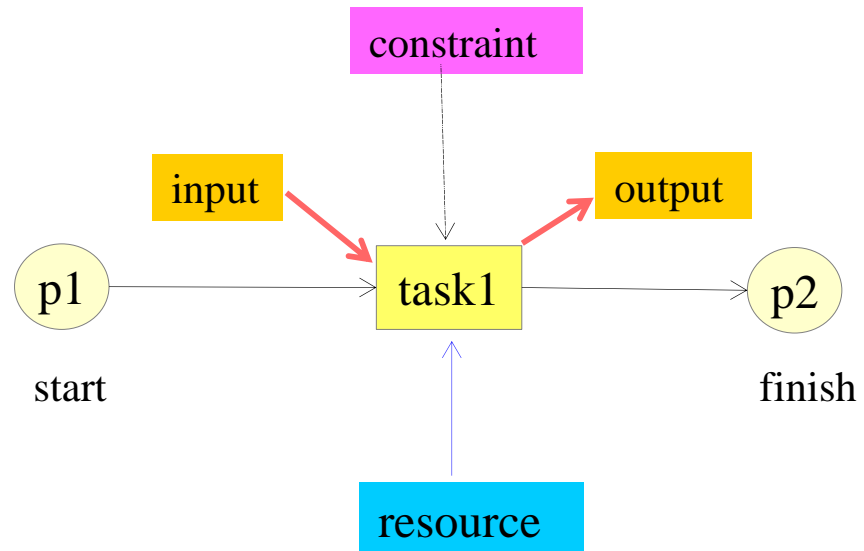 constraint
input
output
p1
task1
p2
start
finish
resource